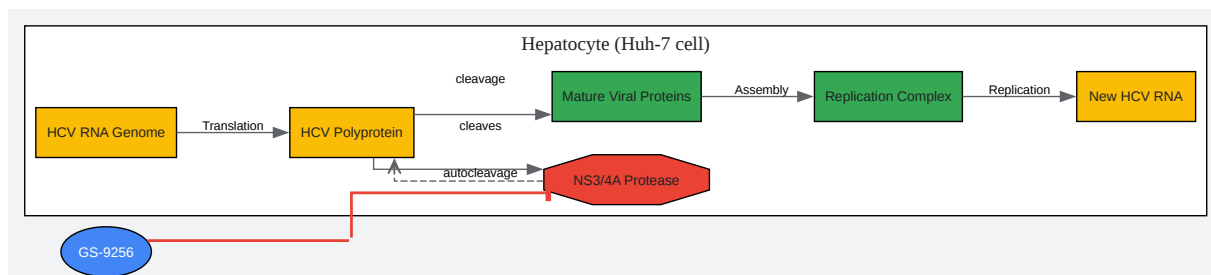 Hepatocyte (Huh-7 cell)
cleavage
Mature Viral Proteins
Assembly
Replication Complex
Replication
New HCV RNA
HCV RNA Genome
Translation
HCV Polyprotein
cleaves
autocleavage
NS3/4A Protease
GS-9256